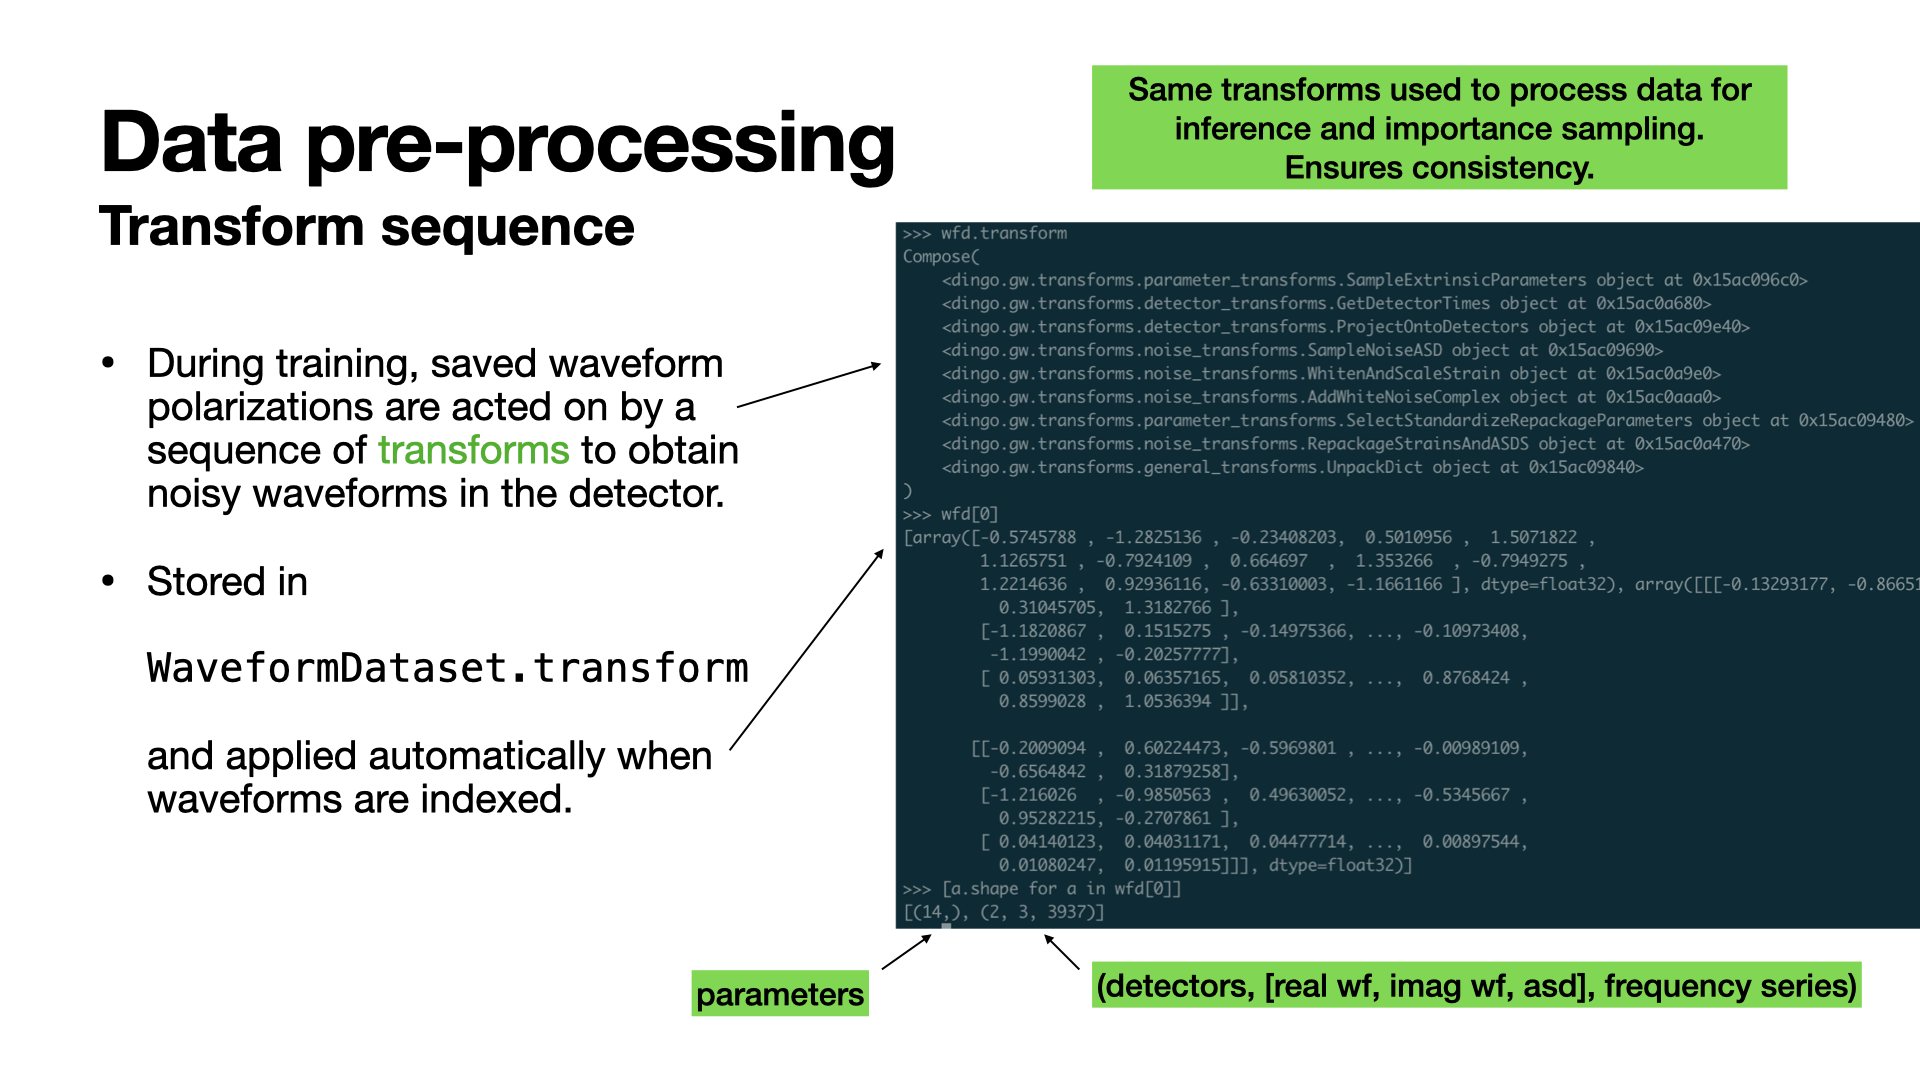 Data pre-processing
Transform sequence
Same transforms used to process data for
inference and importance sampling.
Ensures consistency.
• During training, saved waveform
polarizations are acted on by a
sequence of transforms to obtain
noisy waveforms in the detector.
• Stored in
WaveformDataset.transform
and applied automatically when
waveforms are indexed.
>>> wfd.transform
Compose(
    <dingo.gw.transforms.parameter_transforms.SampleExtrinsicParameters object at 0x15ac096c0>
    <dingo.gw.transforms.detector_transforms.GetDetectorTimes object at 0x15ac0a680>
    <dingo.gw.transforms.detector_transforms.ProjectOntoDetectors object at 0x15ac09e40>
    <dingo.gw.transforms.noise_transforms.SampleNoiseASD object at 0x15ac09690>
    <dingo.gw.transforms.noise_transforms.WhitenAndScaleStrain object at 0x15ac0a9e0>
    <dingo.gw.transforms.noise_transforms.AddWhiteNoiseComplex object at 0x15ac0aaa0>
    <dingo.gw.transforms.parameter_transforms.SelectStandardizeRepackageParameters object at 0x15ac09480>
    <dingo.gw.transforms.noise_transforms.RepackageStrainsAndASDS object at 0x15ac0a470>
    <dingo.gw.transforms.general_transforms.UnpackDict object at 0x15ac09840>
)
>>> wfd[0]
[array([-0.5745788 , -1.2825136 , -0.23408203,  0.5010956 ,  1.5071822 ,
        1.1265751 , -0.7924109 ,  0.664697  ,  1.353266  , -0.7949275 ,
        1.2214636 ,  0.92936116, -0.63310003, -1.1661166 ], dtype=float32), array([[[-0.13293177, -0.86651
          0.31045705,  1.3182766 ],
        [-1.1820867 ,  0.1515275 , -0.14975366, ..., -0.10973408,
         -1.1990042 , -0.20257777],
        [ 0.05931303,  0.06357165,  0.05810352, ...,  0.8768424 ,
          0.8599028 ,  1.0536394 ]],
       [[-0.2009094 ,  0.60224473, -0.5969801 , ..., -0.00989109,
         -0.6564842 ,  0.31879258],
        [-1.216026  , -0.9850563 ,  0.49630052, ..., -0.5345667 ,
          0.95282215, -0.2707861 ],
        [ 0.04140123,  0.04031171,  0.04477714, ...,  0.00897544,
          0.01080247,  0.01195915]]], dtype=float32)]
>>> [a.shape for a in wfd[0]]
[(14,), (2, 3, 3937)]
parameters
(detectors, [real wf, imag wf, asd], frequency series)